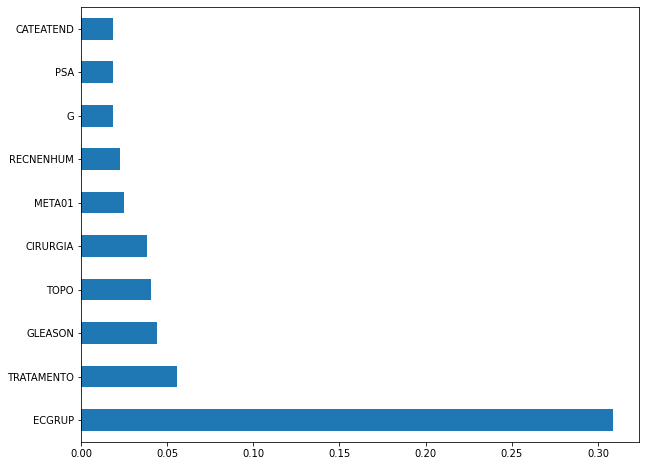 CATEATEND
PSA
G
RECNENHUM
META01
CIRURGIA
TOPO
GLEASON
TRATAMENTO
ECGRUP
0.00 0.05 0.10 0.15 0.20 0.25 0.30